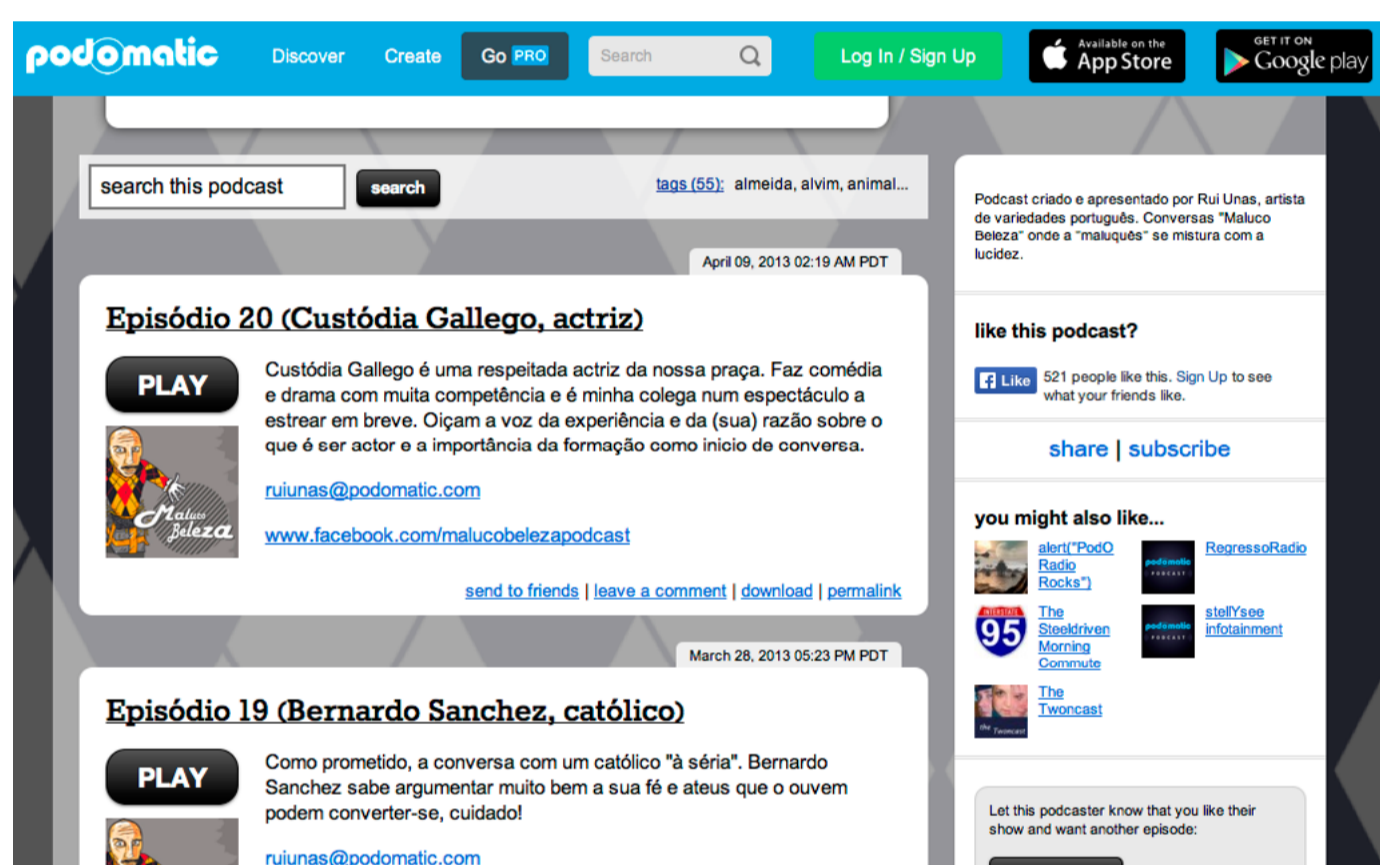 podomatic
Discover
Create
Go PRO
Search
Log In / Sign Up
Available on the
App Store
GET IT ON
Google play
search this podcast
search
tags (55): almeida, alvim, animal...
April 09, 2013 02:19 AM PDT
Episódio 20 (Custódia Gallego, actriz)
PLAY
Custódia Gallego é uma respeitada actriz da nossa praça. Faz comédia
e drama com muita competência e é minha colega num espectáculo a
estrear em breve. Oiçam a voz da experiência e da (sua) razão sobre o
que é ser actor e a importância da formação como inicio de conversa.
Maluco
Beleza
ruiunas@podomatic.com
www.facebook.com/malucobelezapodcast
send to friends | leave a comment | download | permalink
March 28, 2013 05:23 PM PDT
Episódio 19 (Bernardo Sanchez, católico)
PLAY
Como prometido, a conversa com um católico "à séria". Bernardo
Sanchez sabe argumentar muito bem a sua fé e ateus que o ouvem
podem converter-se, cuidado!
ruiunas@podomatic.com
Podcast criado e apresentado por Rui Unas, artista
de variedades português. Conversas "Maluco
Beleza" onde a "maluquês" se mistura com a
lucidez.
like this podcast?
Like
521 people like this. Sign Up to see
what your friends like.
share | subscribe
you might also like...
alert("PodO
Radio
Rocks")
podomatic
PODCAST
RegressoRadio
INTERSTATE
95
The
Steeldriven
Morning
Commute
podomatic
PODCAST
stellYsee
infotainment
the Twoncast
The
Twoncast
Let this podcaster know that you like their
show and want another episode: